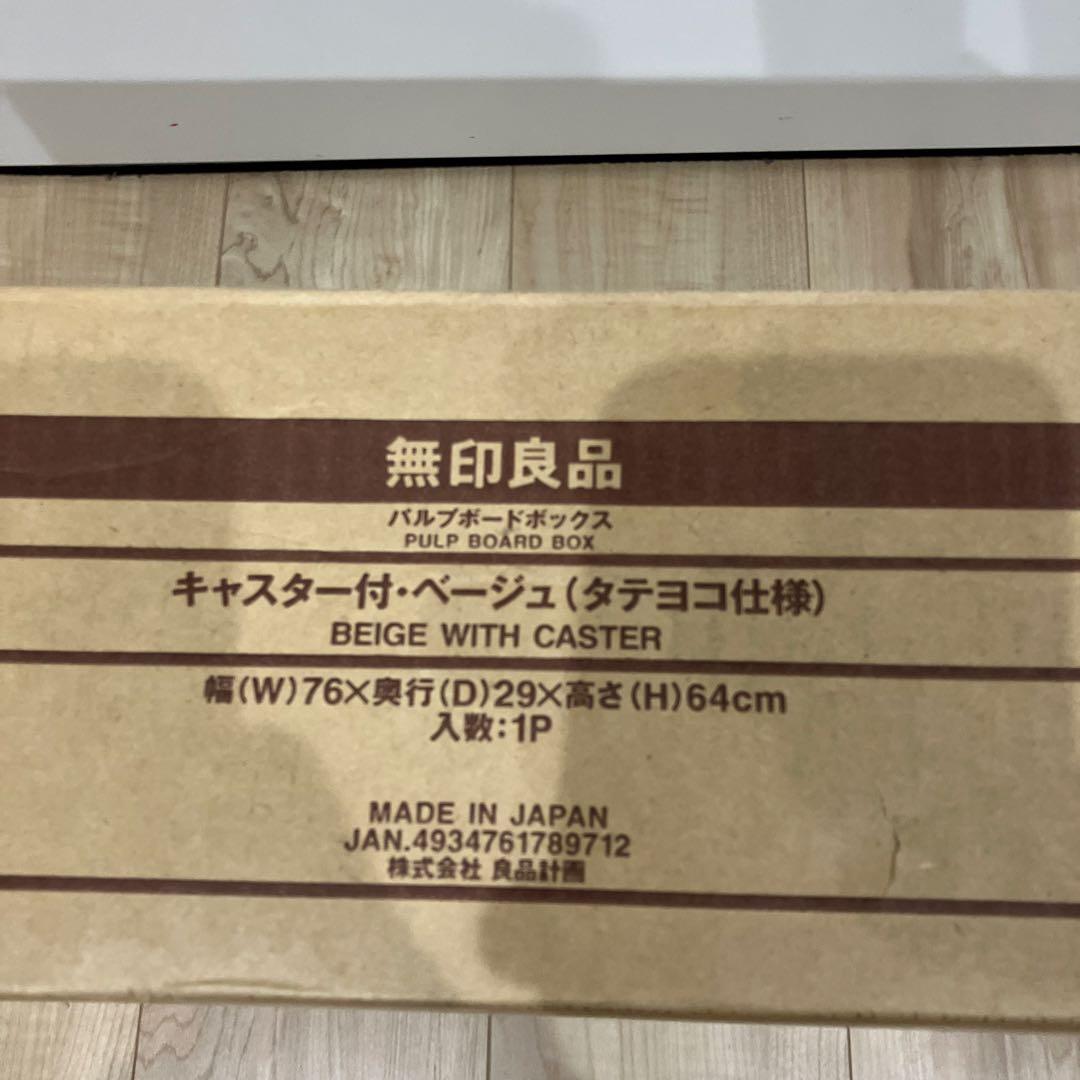 無印良品
パルプボードボックス
PULP BOARD BOX
キャスター付・ベージュ(タテヨコ仕様)
BEIGE WITH CASTER
幅(W)76×奥行(D)29×高さ(H)64cm
入数:1P
MADE IN JAPAN
JAN.4934761789712
株式会社 良品計画